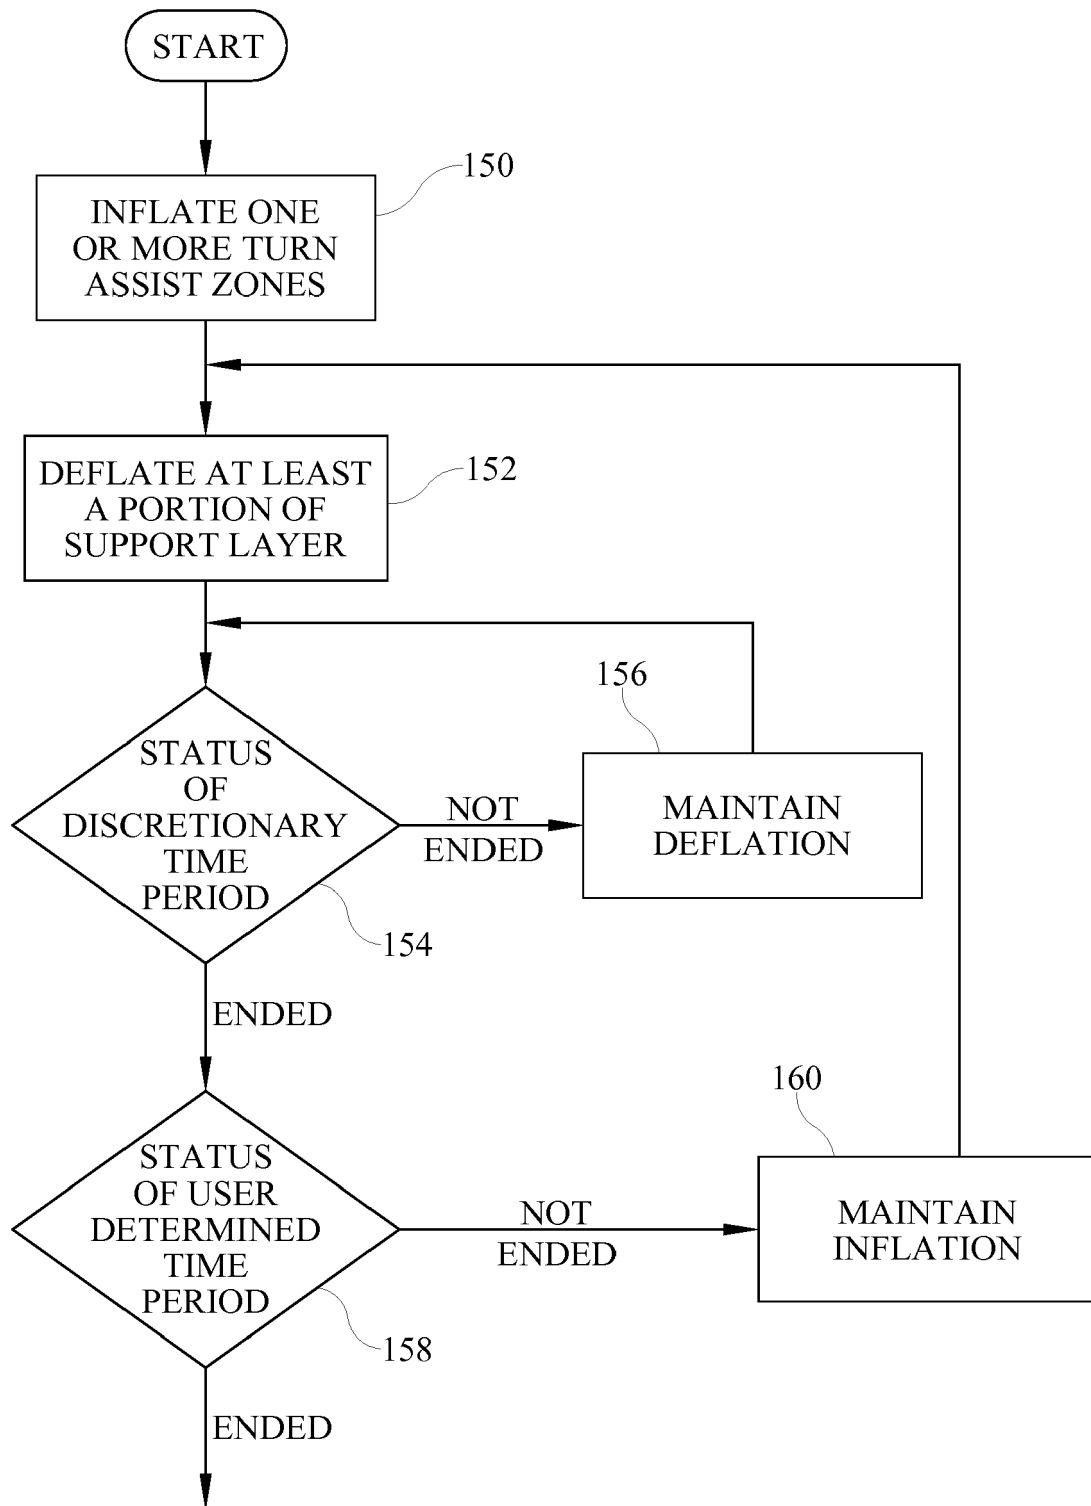 START
150
INFLATE ONE
OR MORE TURN
ASSIST ZONES
152
DEFLATE AT LEAST
A PORTION OF
SUPPORT LAYER
156
STATUS
OF
DISCRETIONARY
TIME
PERIOD
NOT
ENDED
MAINTAIN
DEFLATION
154
ENDED
160
STATUS
OF USER
DETERMINED
TIME
PERIOD
NOT
ENDED
MAINTAIN
INFLATION
158
ENDED